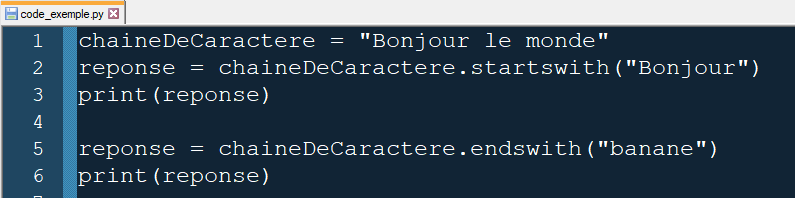 code_exemple.py
1 chaineDeCaractere = "Bonjour le monde"
2 reponse = chaineDeCaractere.startswith("Bonjour")
3 print(reponse)
4
5 reponse = chaineDeCaractere.endswith("banane")
6 print(reponse)